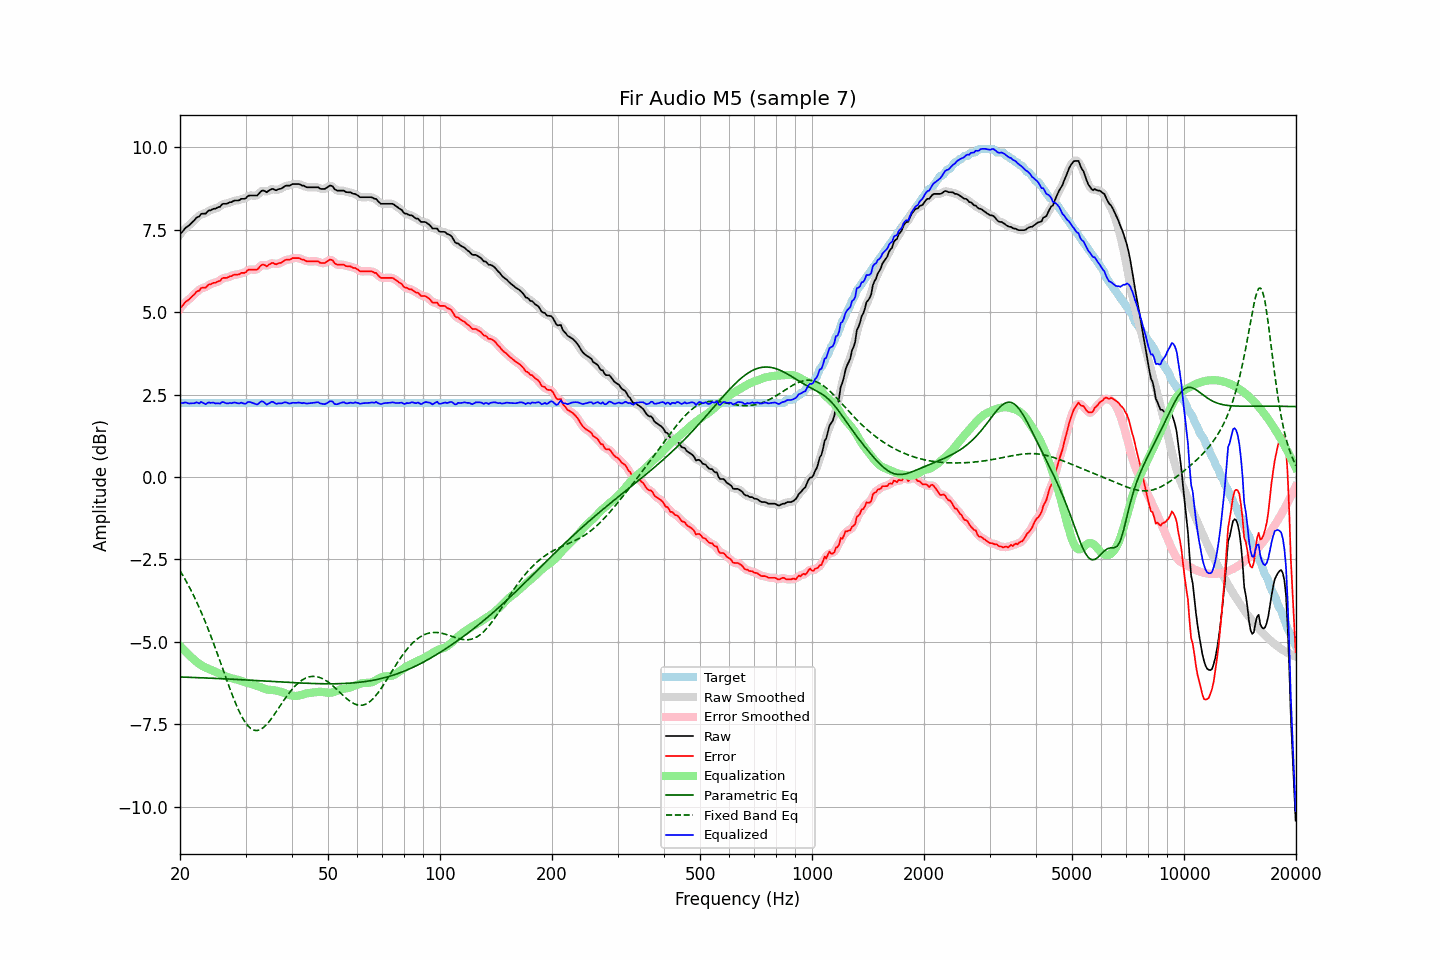 Fir Audio M5 (sample 7)
10.0
7.5
5.0
2.5
0.0
−2.5
−5.0
−7.5
−10.0
Amplitude (dBr)
Target
Raw Smoothed
Error Smoothed
Raw
Error
Equalization
Parametric Eq
Fixed Band Eq
Equalized
20 50 100 200 500 1000 2000 5000 10000 20000
Frequency (Hz)